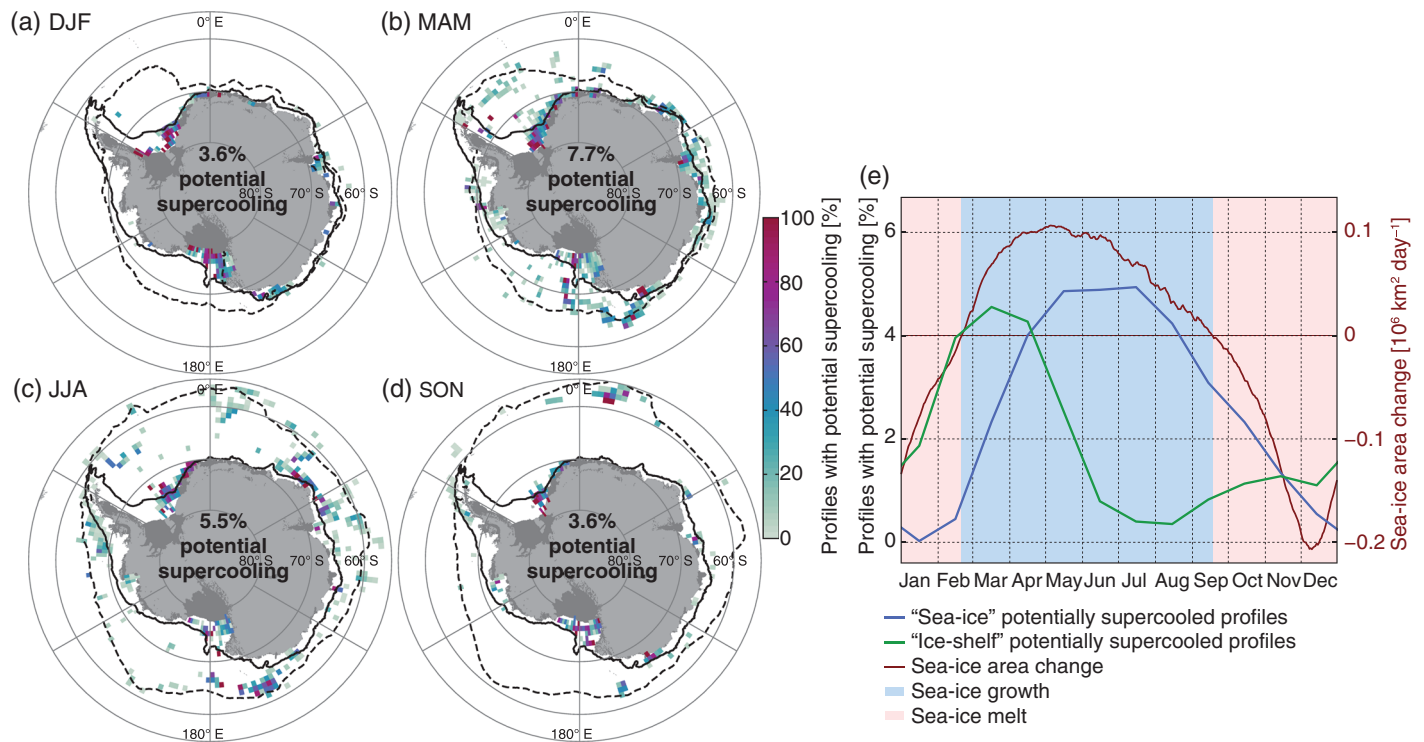 (a) DJF
0° E
3.6%
potential
supercooling
80° S
70° S
60° S
180° E
(b) MAM
0° E
7.7%
potential
supercooling
80° S
70° S
60° S
180° E
(c) JJA
0° E
5.5%
potential
supercooling
80° S
70° S
60° S
180° E
(d) SON
0° E
3.6%
potential
supercooling
80° S
70° S
60° S
180° E
100
80
60
40
20
0
Profiles with potential supercooling [%]
(e)
Profiles with potential supercooling [%]
6
4
2
0
0.1
0
−0.1
−0.2
Sea-ice area change [10⁶ km² day⁻¹]
Jan Feb Mar Apr May Jun Jul Aug Sep Oct Nov Dec
“Sea-ice” potentially supercooled profiles
“Ice-shelf” potentially supercooled profiles
Sea-ice area change
Sea-ice growth
Sea-ice melt